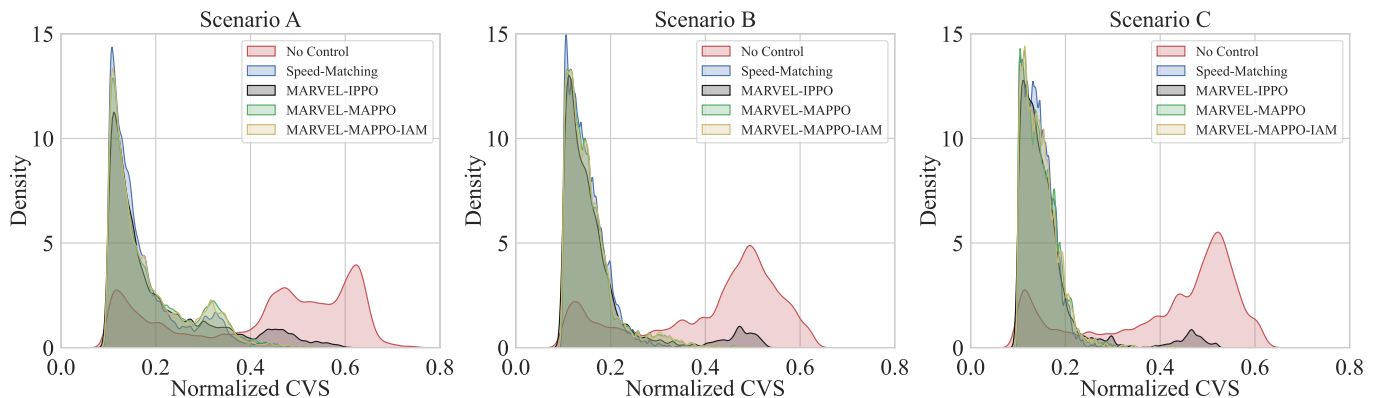 Scenario A
Density
15
10
5
0
No Control
Speed-Matching
MARVEL-IPPO
MARVEL-MAPPO
MARVEL-MAPPO-IAM
0.0 0.2 0.4 0.6 0.8
Normalized CVS
Scenario B
Density
15
10
5
0
No Control
Speed-Matching
MARVEL-IPPO
MARVEL-MAPPO
MARVEL-MAPPO-IAM
0.0 0.2 0.4 0.6 0.8
Normalized CVS
Scenario C
Density
15
10
5
0
No Control
Speed-Matching
MARVEL-IPPO
MARVEL-MAPPO
MARVEL-MAPPO-IAM
0.0 0.2 0.4 0.6 0.8
Normalized CVS